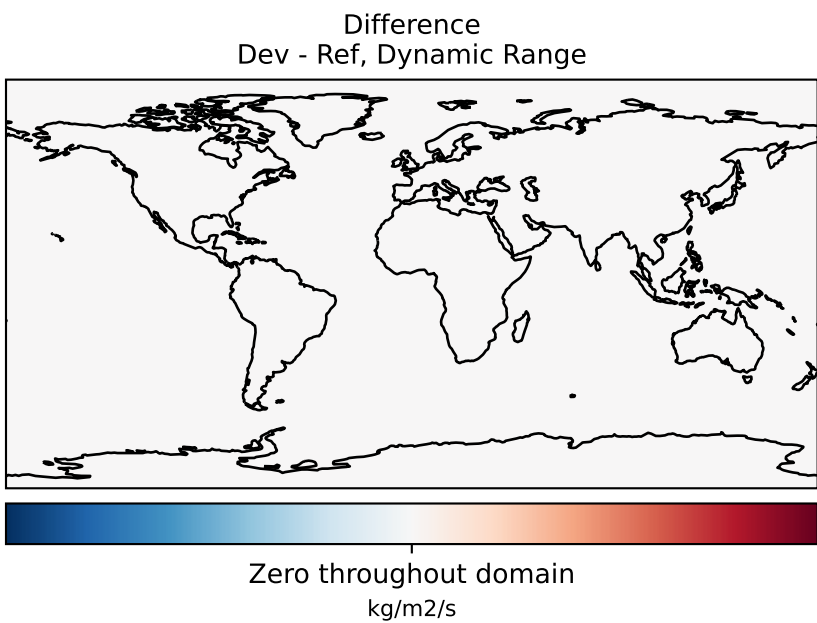 Difference
Dev - Ref, Dynamic Range
Zero throughout domain
kg/m2/s